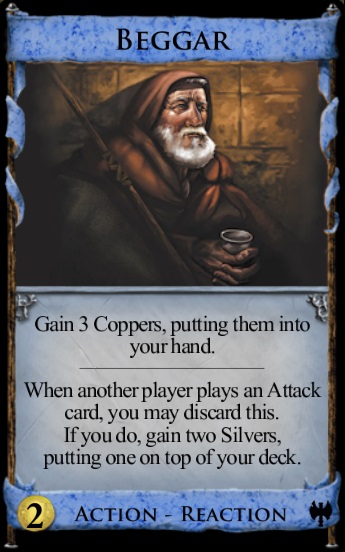 BEGGAR
Gain 3 Coppers, putting them into
your hand.
When another player plays an Attack
card, you may discard this.
If you do, gain two Silvers,
putting one on top of your deck.
2 ACTION - REACTION